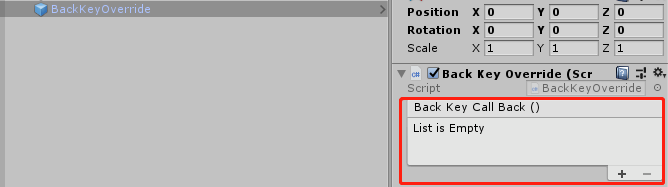 BackKeyOverride
Position X 0 Y 0 Z 0
Rotation X 0 Y 0 Z 0
Scale X 1 Y 1 Z 1
Back Key Override (Scr
Script BackKeyOverride
Back Key Call Back ()
List is Empty
+ −